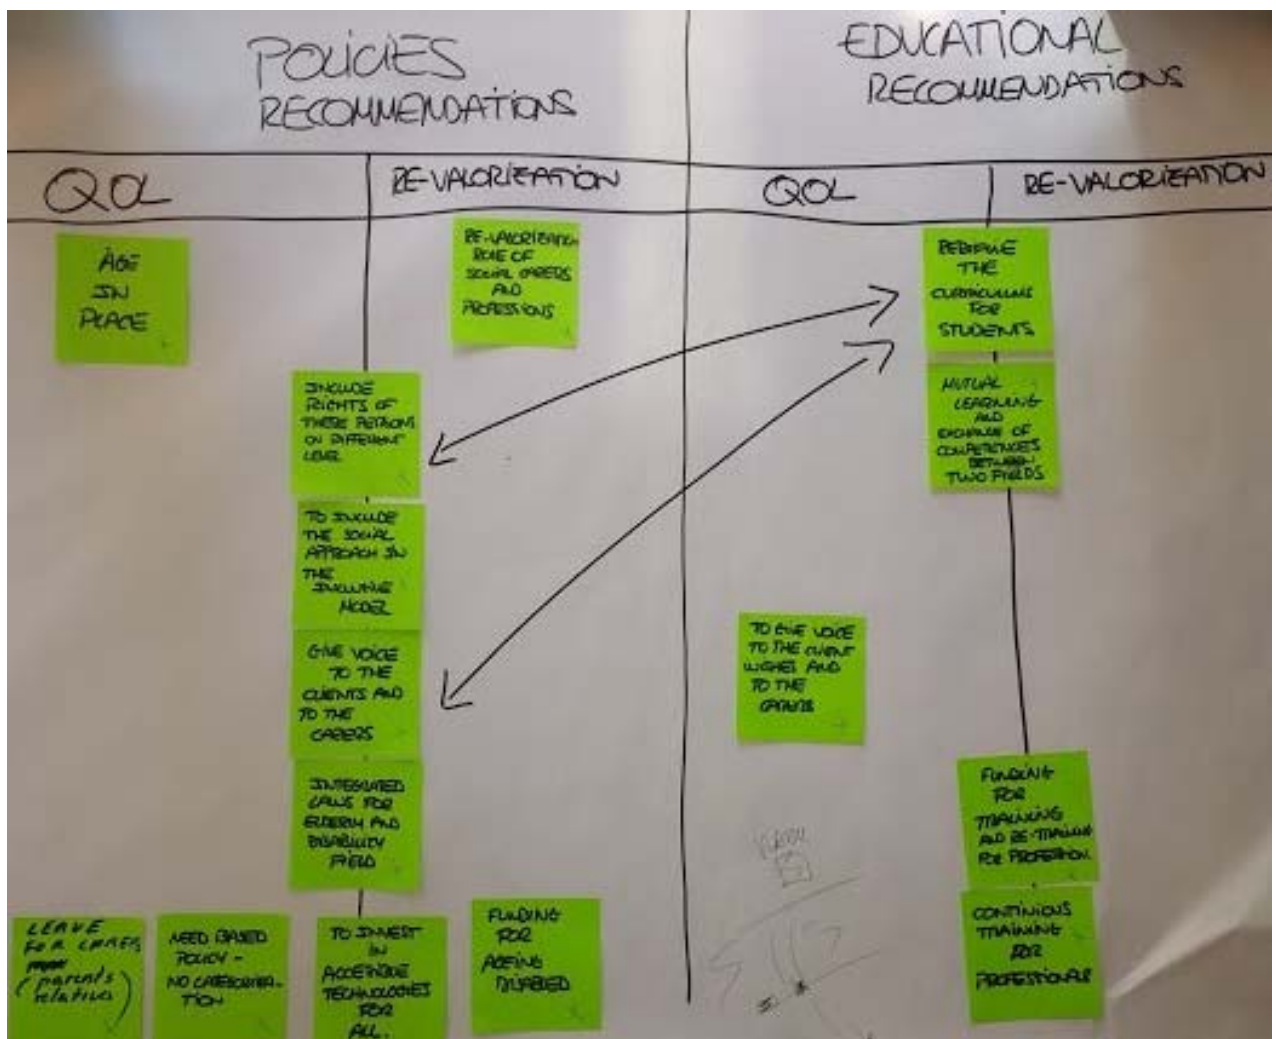 POLICIES
RECOMMENDATIONS
EDUCATIONAL
RECOMMENDATIONS
QOL
RE-VALORIZATION
QOL
RE-VALORIZATION
AGE
IN
PLACE
RE-VALORIZATION
ROLE OF
SOCIAL CARERS
AND
PROFESSIONS
INCLUDE
RIGHTS OF
THESE PERSONS
ON DIFFERENT
LEVEL
TO INCLUDE
THE SOCIAL
APPROACH IN
THE
INCLUSIVE
MODEL
GIVE VOICE
TO THE
CLIENTS AND
TO THE
CARERS
INTEGRATED
LAWS FOR
ELDERLY AND
DISABILITY
FIELD
LEAVE
FOR CARERS
(parents
relatives)
NEED BASED
POLICY -
NO CATEGORIZA-
TION
TO INVEST
IN
ACCESSIBLE
TECHNOLOGIES
FOR
ALL.
FUNDING
FOR
AGEING
DISABLED
THE
CURRICULUMS
FOR
STUDENTS
MUTUAL
LEARNING
AND
EXCHANGE OF
COMPETENCES
BETWEEN
TWO FIELDS
TO GIVE VOICE
TO THE CLIENT
WISHES AND
TO THE
CARERS
FUNDING
FOR
TRAINING
AND RE-TRAINING
FOR PROFESSION.
CONTINIOUS
TRAINING
FOR
PROFESSIONALS